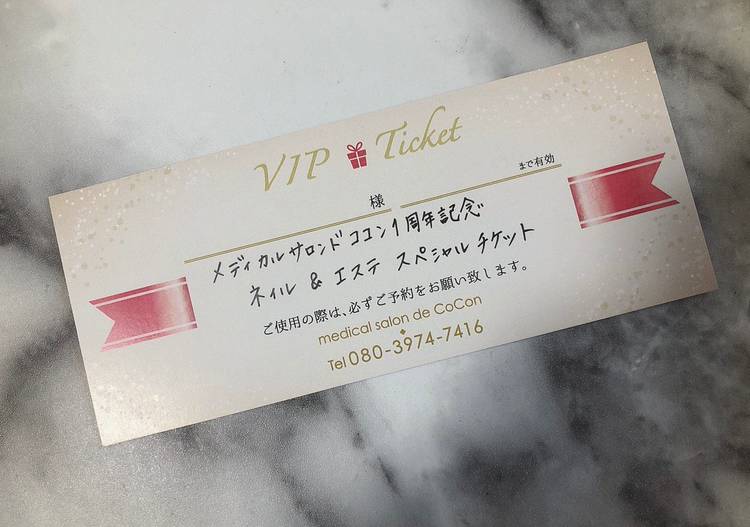 VIP Ticket
様
まで有効
メディカルサロンドココン1周年記念
ネイル & エステ スペシャルチケット
ご使用の際は、必ずご予約をお願い致します。
medical salon de CoCon
Tel 080-3974-7416